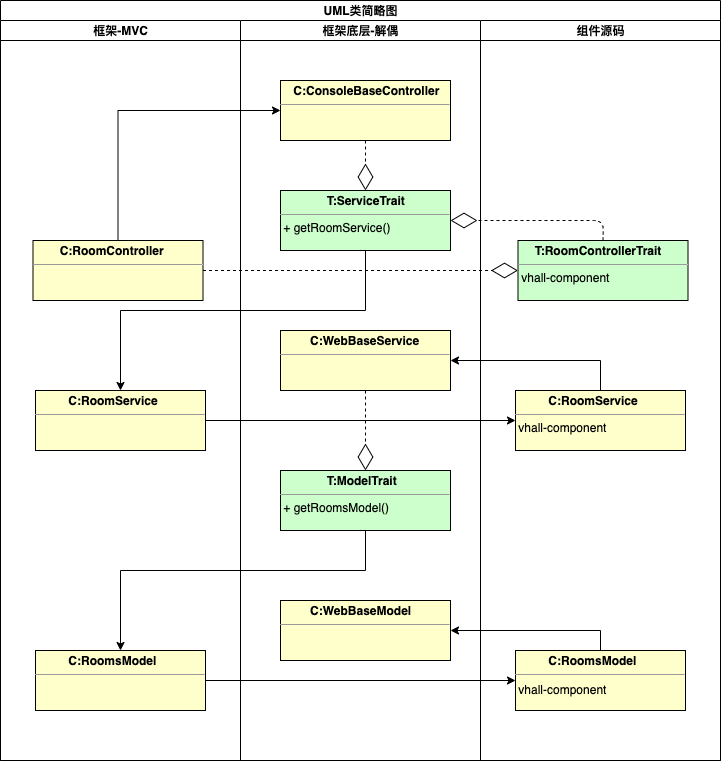 UML类简略图
框架-MVC
框架底层-解偶
组件源码
C:ConsoleBaseController
T:ServiceTrait
+ getRoomService()
C:RoomController
T:RoomControllerTrait
vhall-component
C:WebBaseService
C:RoomService
C:RoomService
vhall-component
T:ModelTrait
+ getRoomsModel()
C:WebBaseModel
C:RoomsModel
C:RoomsModel
vhall-component